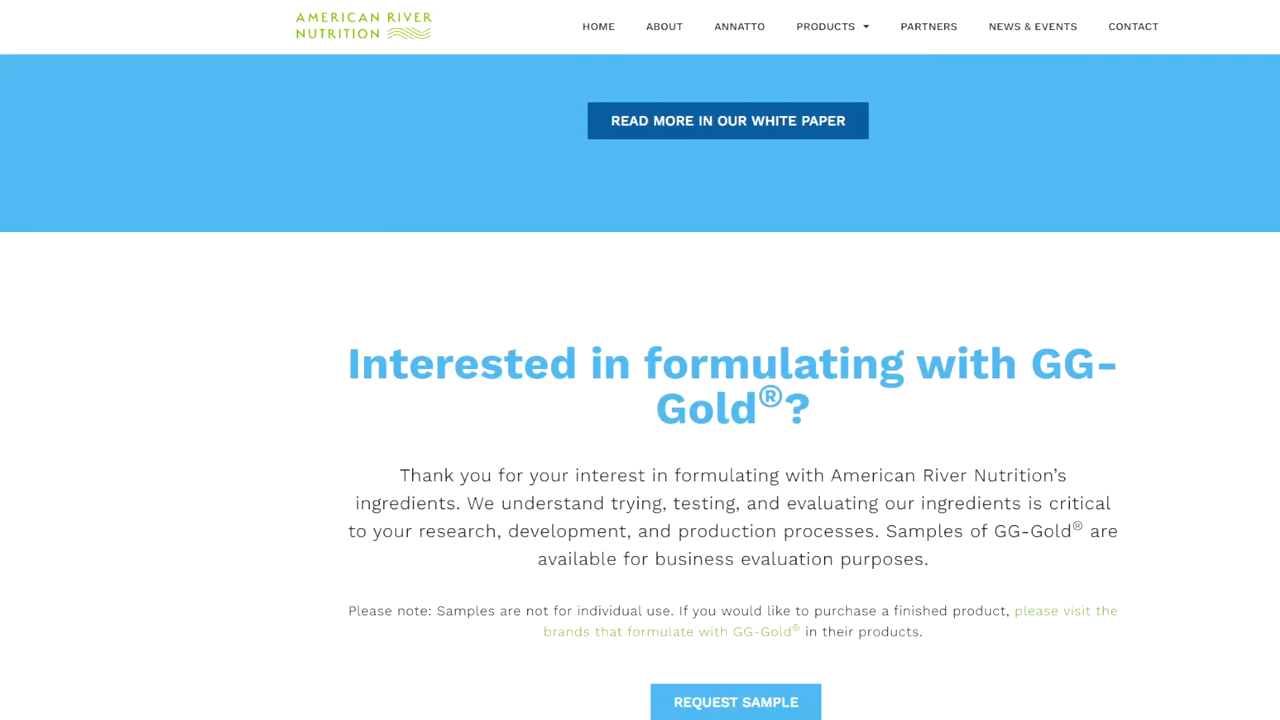 AMERICAN RIVER
NUTRITION
HOME ABOUT ANNATTO PRODUCTS PARTNERS NEWS & EVENTS CONTACT
READ MORE IN OUR WHITE PAPER
Interested in formulating with GG-
Gold®?
Thank you for your interest in formulating with American River Nutrition’s
ingredients. We understand trying, testing, and evaluating our ingredients is critical
to your research, development, and production processes. Samples of GG-Gold® are
available for business evaluation purposes.
Please note: Samples are not for individual use. If you would like to purchase a finished product, please visit the
brands that formulate with GG-Gold® in their products.
REQUEST SAMPLE